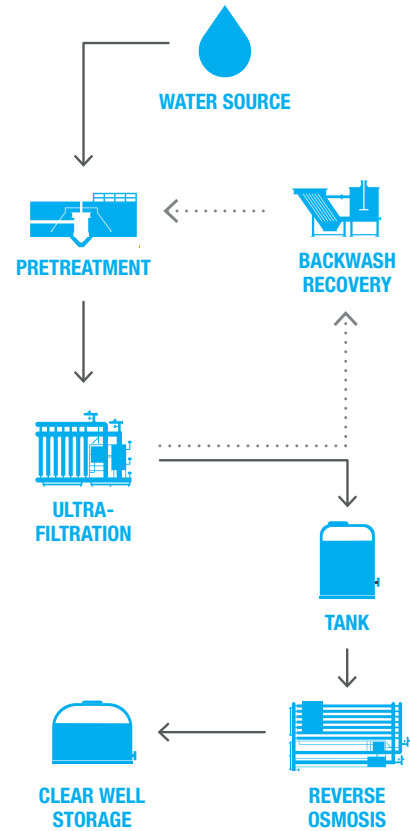 WATER SOURCE
PRETREATMENT
BACKWASH
RECOVERY
ULTRA-
FILTRATION
TANK
CLEAR WELL
STORAGE
REVERSE
OSMOSIS